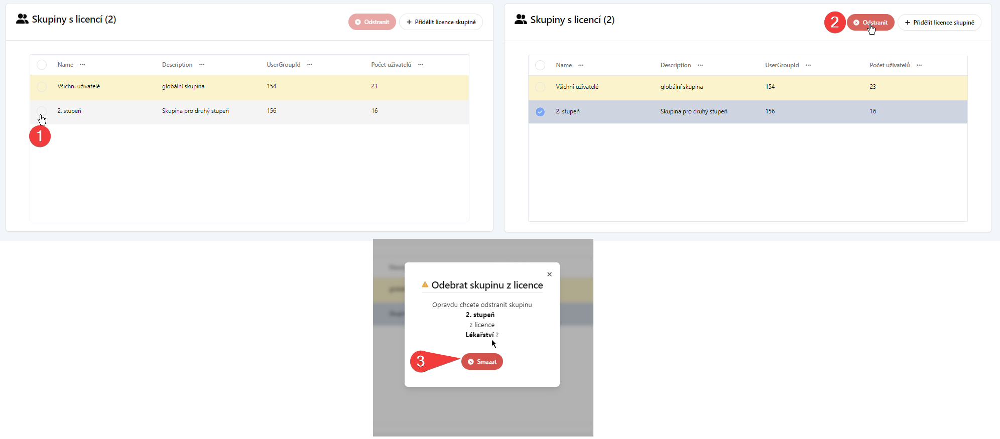 Skupiny s licencí (2)
Odstranit
Přidělit licence skupině
Name ··· Description ··· UserGroupId ··· Počet uživatelů ···
Všichni uživatelé globální skupina 154 23
2. stupeň Skupina pro druhý stupeň 156 16
1
Skupiny s licencí (2)
2
Odstranit
Přidělit licence skupině
Name ··· Description ··· UserGroupId ··· Počet uživatelů ···
Všichni uživatelé globální skupina 154 23
2. stupeň Skupina pro druhý stupeň 156 16
Odebrat skupinu z licence
Opravdu chcete odstranit skupinu
2. stupeň
z licence
Lékařství ?
3
Smazat